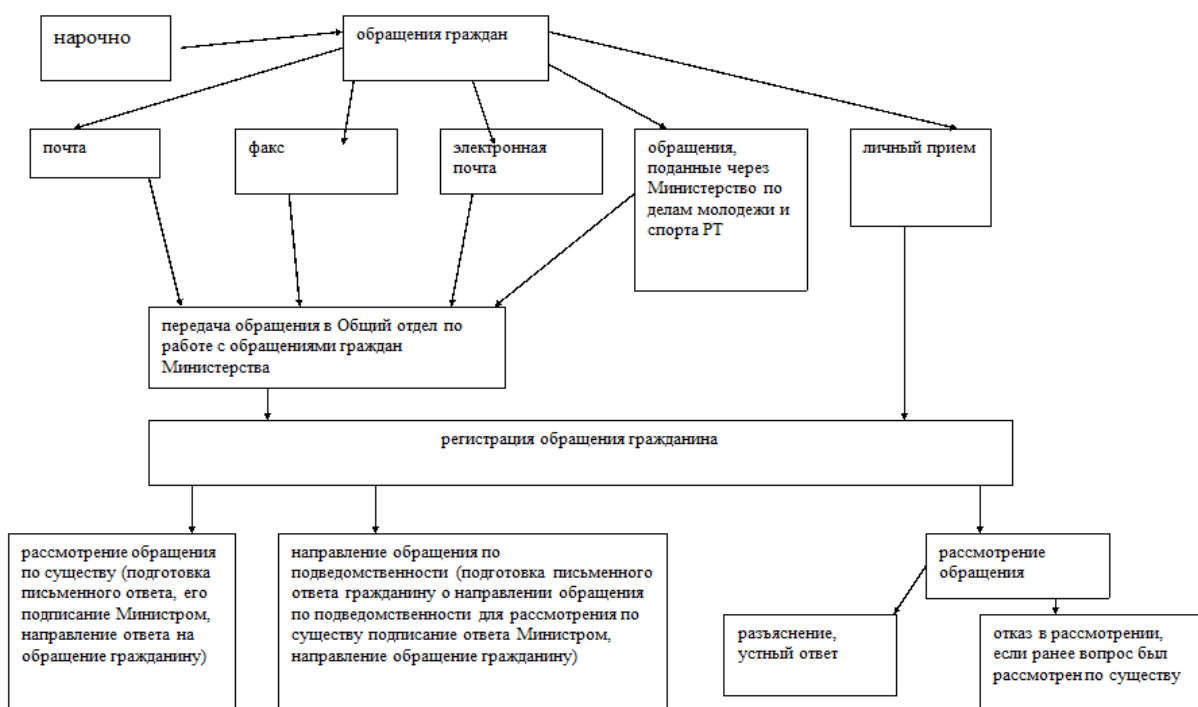 нарочно
обращения граждан
почта
факс
электронная
почта
обращения,
поданные через
Министерство по
делам молодежи и
спорта РТ
личный прием
передача обращения в Общий отдел по
работе с обращениями граждан
Министерства
регистрация обращения гражданина
рассмотрение обращения
по существу (подготовка
письменного ответа, его
подписание Министром,
направление ответа на
обращение гражданину)
направление обращения по
подведомственности (подготовка письменного
ответа гражданину о направлении обращения
по подведомственности для рассмотрения по
существу подписание ответа Министром,
направление обращение гражданину)
рассмотрение
обращения
разъяснение,
устный ответ
отказ в рассмотрении,
если ранее вопрос был
рассмотрен по существу